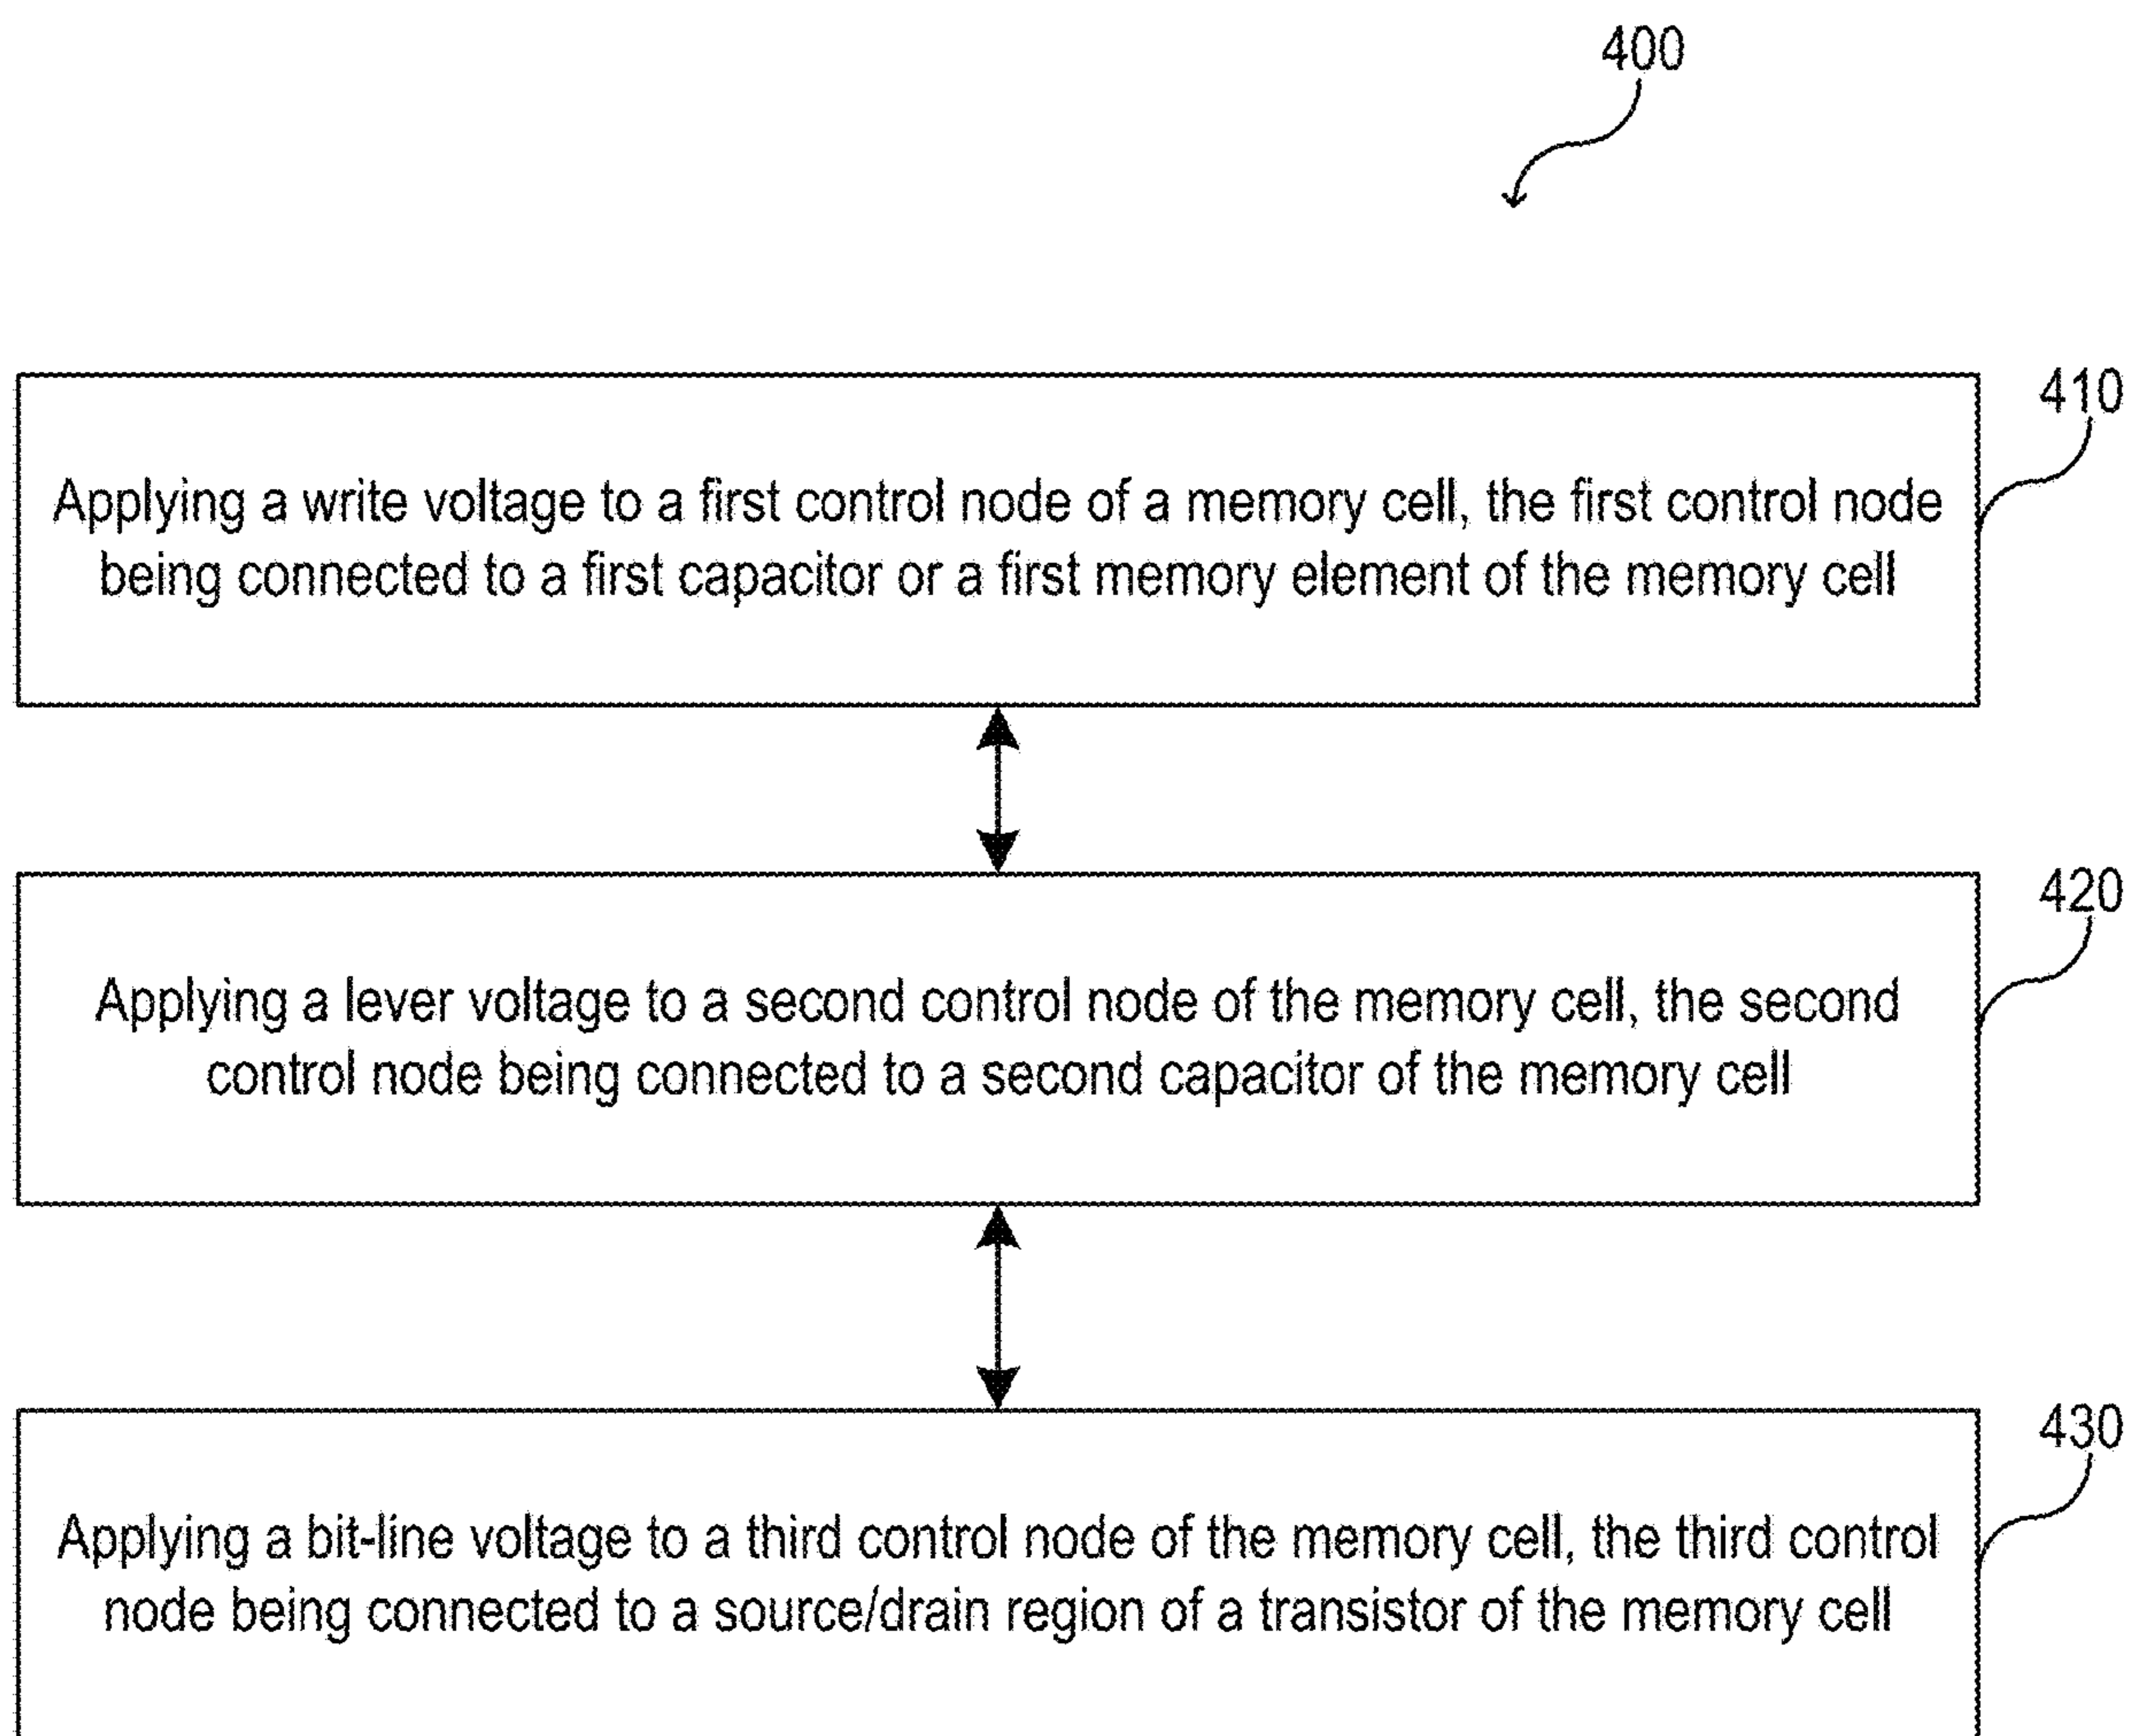 400
410
Applying a write voltage to a first control node of a memory cell, the first control node
being connected to a first capacitor or a first memory element of the memory cell
420
Applying a lever voltage to a second control node of the memory cell, the second
control node being connected to a second capacitor of the memory cell
430
Applying a bit-line voltage to a third control node of the memory cell, the third control
node being connected to a source/drain region of a transistor of the memory cell